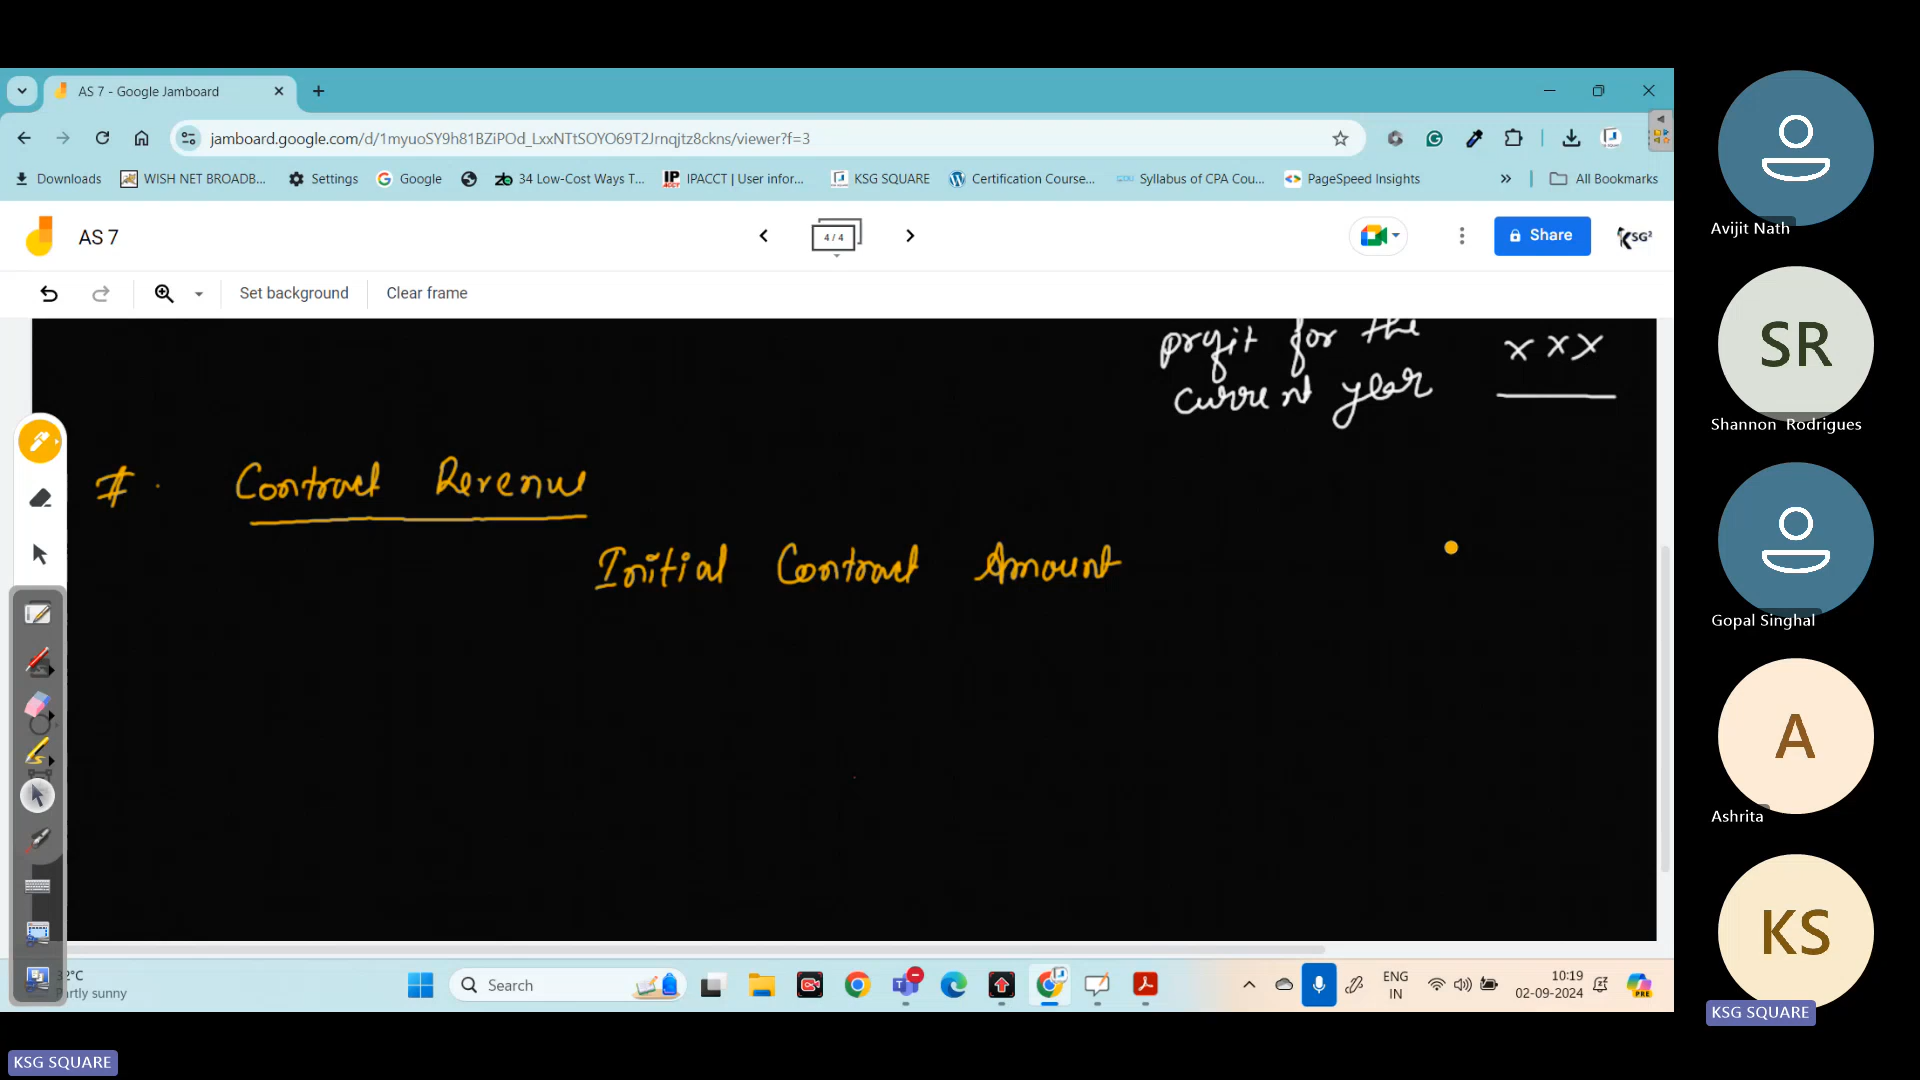 AS 7 - Google Jamboard
jamboard.google.com/d/1myuoSY9h81BZiPOd_LxxNTtSOYO69T2Jrnqjtz8ckns/viewer?f=3
Downloads WISH NET BROADB... Settings Google 34 Low-Cost Ways T... IPACCT | User infor... KSG SQUARE Certification Course... Syllabus of CPA Cou... PageSpeed Insights » All Bookmarks
AS 7
4 / 4
Share
KSG²
Set background Clear frame
profit for the xxx
current year
#. Contract Revenue
Initial Contract Amount
32°C
Partly sunny
Search
ENG
IN
10:19
02-09-2024
Avijit Nath
SR
Shannon Rodrigues
Gopal Singhal
A
Ashrita
KS
KSG SQUARE
KSG SQUARE